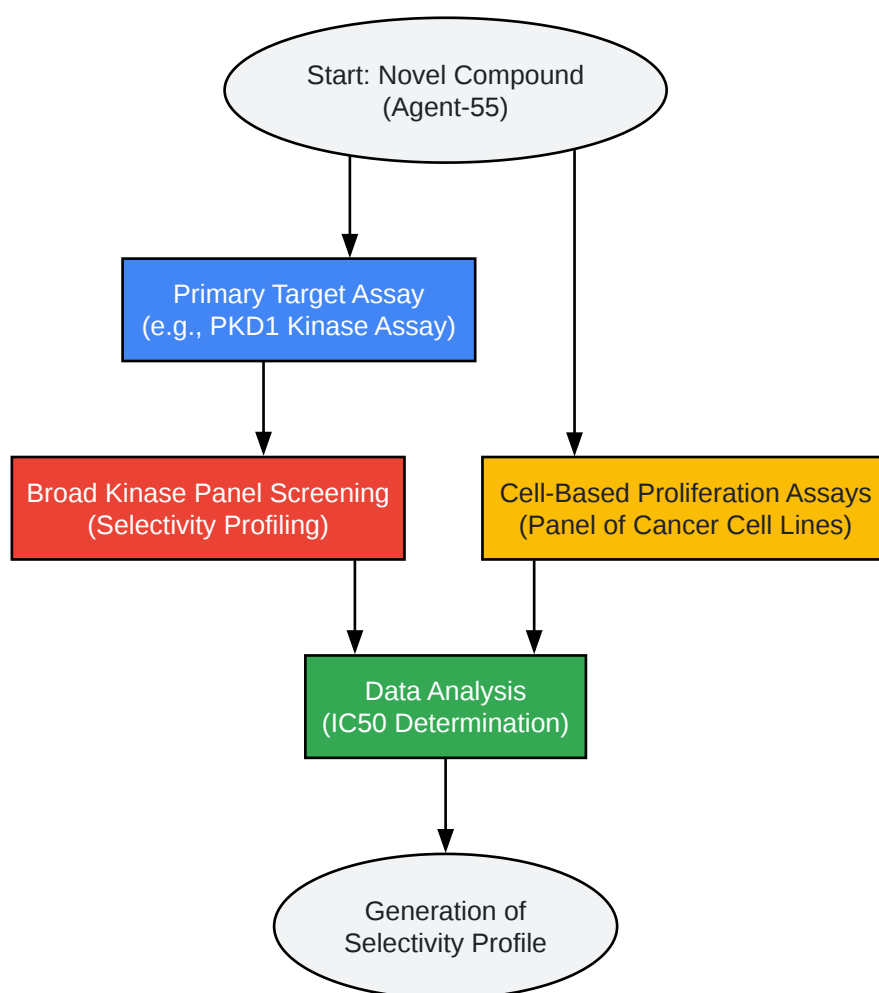 Start: Novel Compound
(Agent-55)
Primary Target Assay
(e.g., PKD1 Kinase Assay)
Broad Kinase Panel Screening
(Selectivity Profiling)
Cell-Based Proliferation Assays
(Panel of Cancer Cell Lines)
Data Analysis
(IC50 Determination)
Generation of
Selectivity Profile